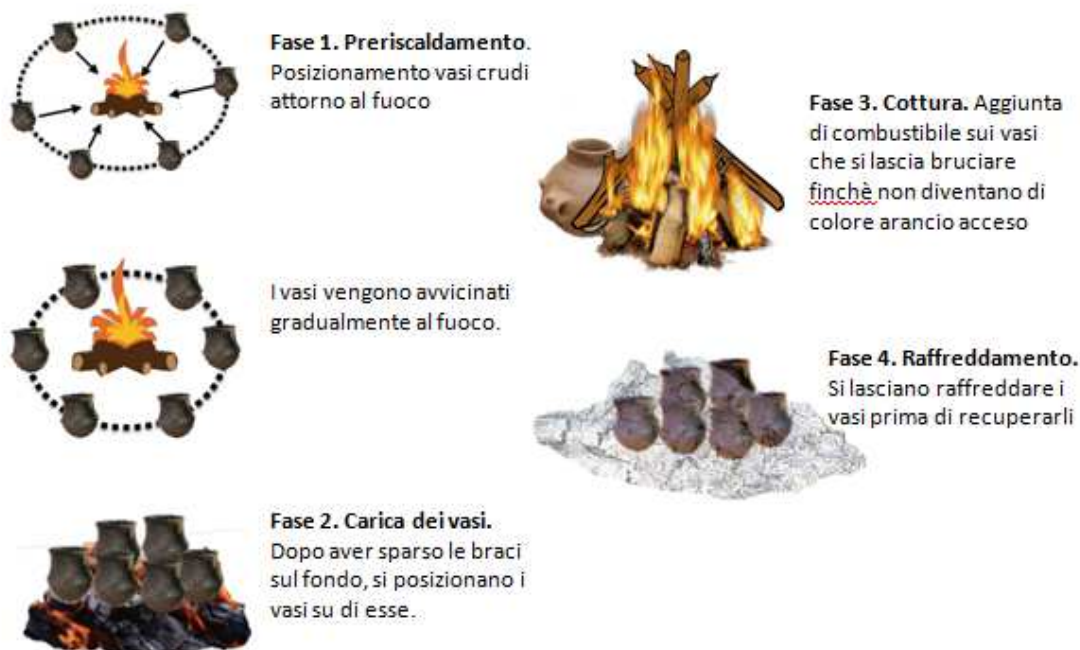 Fase 1. Preriscaldamento.
Posizionamento vasi crudi
attorno al fuoco
I vasi vengono avvicinati
gradualmente al fuoco.
Fase 2. Carica dei vasi.
Dopo aver sparso le braci
sul fondo, si posizionano i
vasi su di esse.
Fase 3. Cottura. Aggiunta
di combustibile sui vasi
che si lascia bruciare
finchè non diventano di
colore arancio acceso
Fase 4. Raffreddamento.
Si lasciano raffreddare i
vasi prima di recuperarli